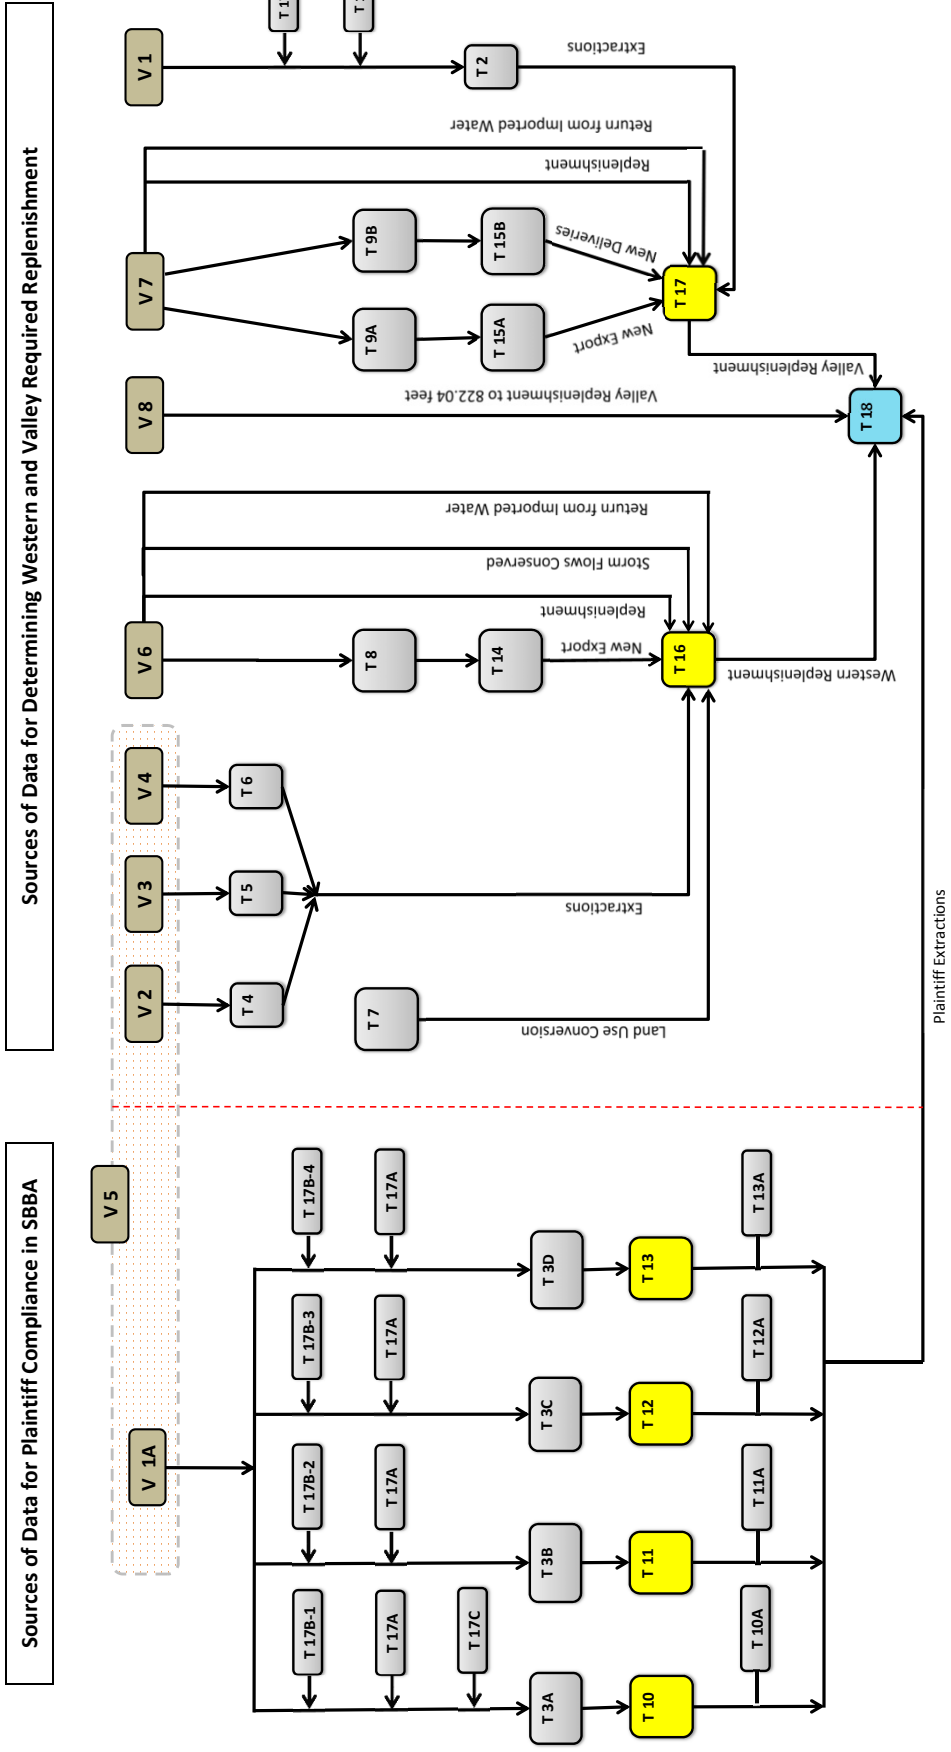 Sources of Data for Plaintiff Compliance in SBBA
Sources of Data for Determining Western and Valley Required Replenishment
V 5
V 1A
V 2
V 3
V 4
V 6
V 8
V 7
V 1
T 17B-1
T 17B-2
T 17B-3
T 17B-4
T 17A
T 17A
T 17A
T 17A
T 17C
T 3A
T 3B
T 3C
T 3D
T 10
T 11
T 12
T 13
T 10A
T 11A
T 12A
T 13A
T 4
T 5
T 6
T 7
Land Use Conversion
Extractions
T 8
T 14
New Export
Replenishment
Storm Flows Conserved
Return from Imported Water
T 16
Western Replenishment
Valley Replenishment to 822.04 feet
T 9A
T 9B
T 15A
T 15B
New Export
New Deliveries
Replenishment
Return from Imported Water
T 17
Valley Replenishment
T 2
Extractions
T 18
Plaintiff Extractions